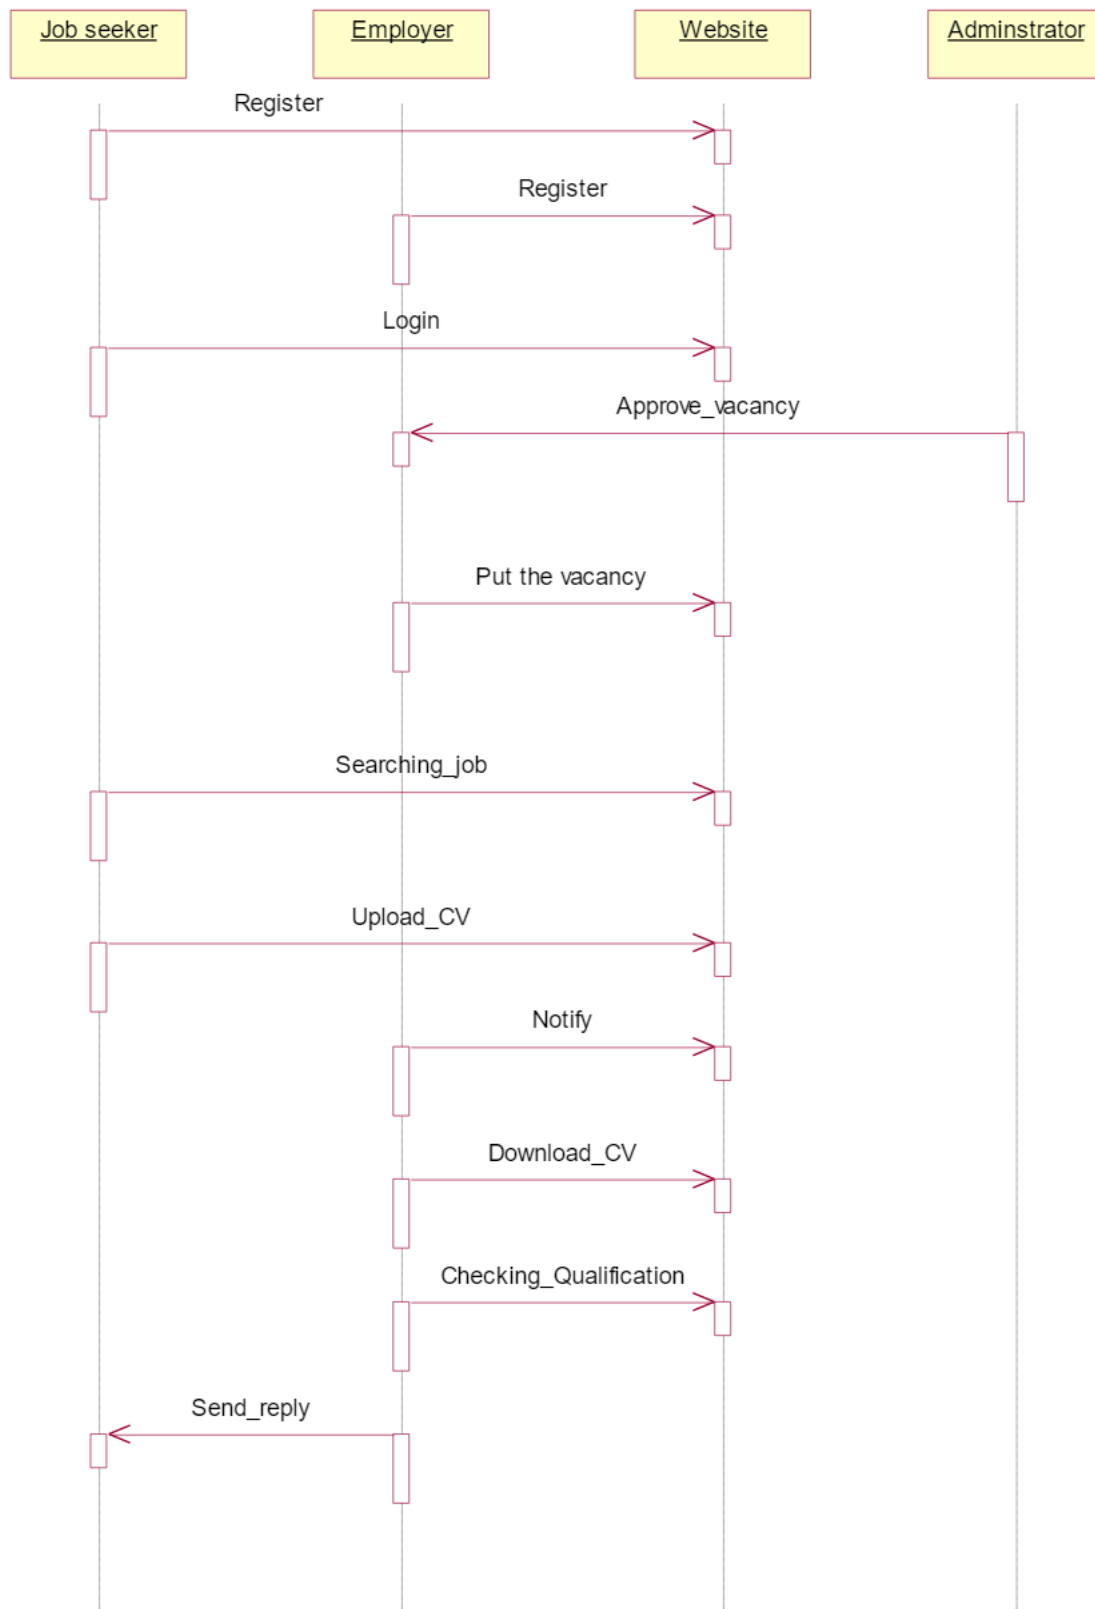 Job seeker
Employer
Website
Adminstrator
Register
Register
Login
Approve_vacancy
Put the vacancy
Searching_job
Upload_CV
Notify
Download_CV
Checking_Qualification
Send_reply